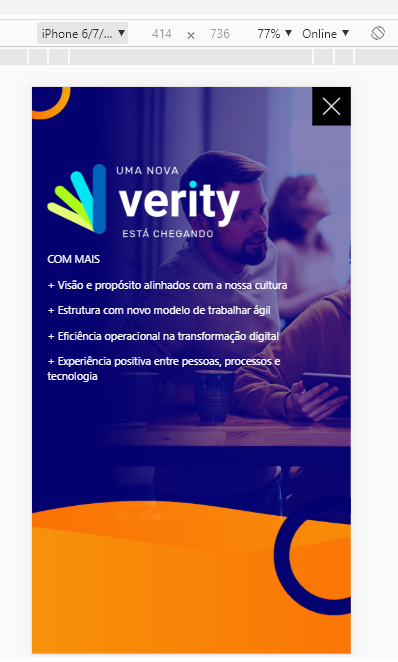 iPhone 6/7/... ▼ 414 × 736 77% ▼ Online ▼
UMA NOVA
verity
ESTÁ CHEGANDO
COM MAIS
+ Visão e propósito alinhados com a nossa cultura
+ Estrutura com novo modelo de trabalhar ágil
+ Eficiência operacional na transformação digital
+ Experiência positiva entre pessoas, processos e
tecnologia